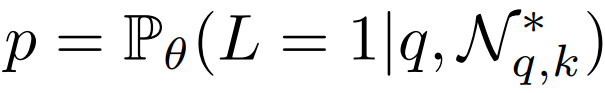 p = ℙ_θ(L = 1|q, 𝒩*_{q,k})